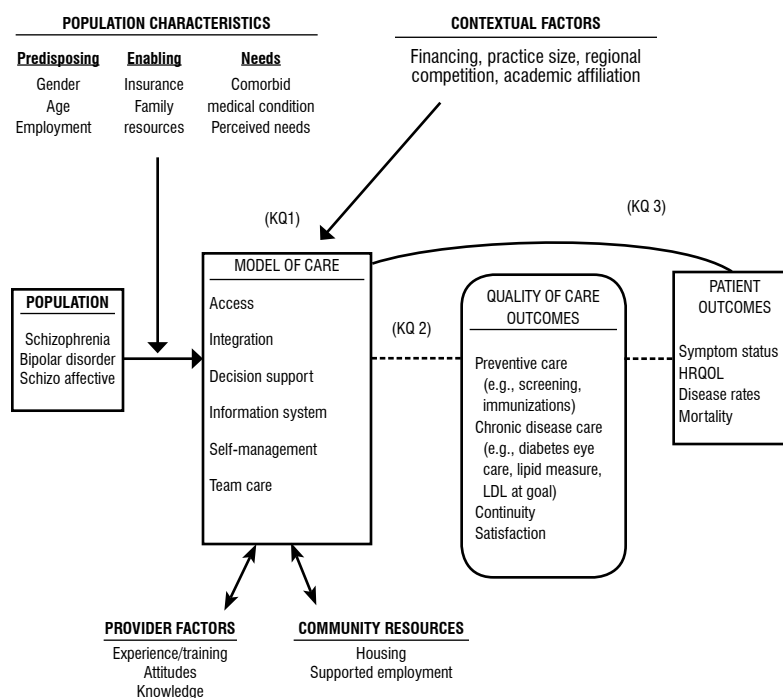 POPULATION CHARACTERISTICS
Predisposing
Gender
Age
Employment
Enabling
Insurance
Family
resources
Needs
Comorbid
medical condition
Perceived needs
CONTEXTUAL FACTORS
Financing, practice size, regional
competition, academic affiliation
(KQ1)
(KQ 3)
POPULATION
Schizophrenia
Bipolar disorder
Schizo affective
MODEL OF CARE
Access
Integration
Decision support
Information system
Self-management
Team care
(KQ 2)
QUALITY OF CARE
OUTCOMES
Preventive care
(e.g., screening,
immunizations)
Chronic disease care
(e.g., diabetes eye
care, lipid measure,
LDL at goal)
Continuity
Satisfaction
PATIENT
OUTCOMES
Symptom status
HRQOL
Disease rates
Mortality
PROVIDER FACTORS
Experience/training
Attitudes
Knowledge
COMMUNITY RESOURCES
Housing
Supported employment